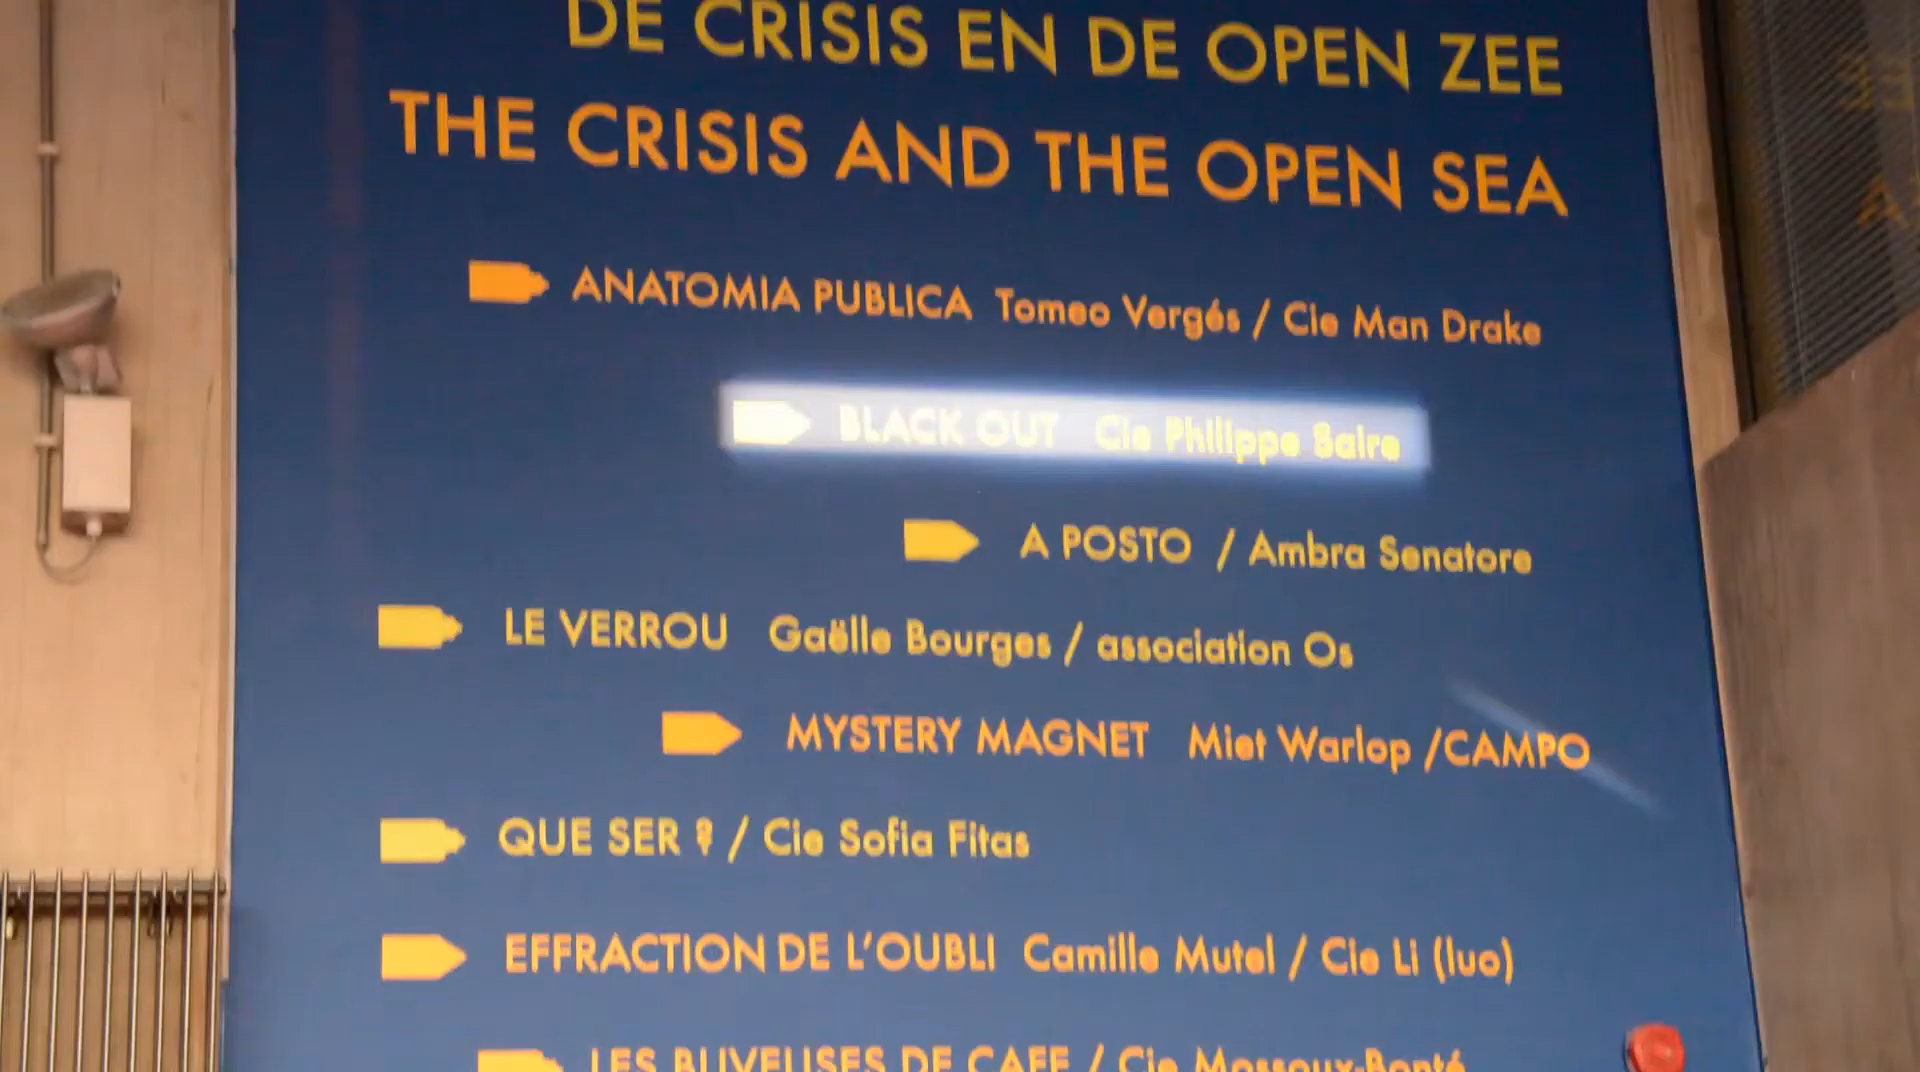 DE CRISIS EN DE OPEN ZEE
THE CRISIS AND THE OPEN SEA
ANATOMIA PUBLICA Tomeo Vergés / Cie Man Drake
BLACK OUT Cie Philippe Saire
A POSTO / Ambra Senatore
LE VERROU Gaëlle Bourges / association Os
MYSTERY MAGNET Miet Warlop /CAMPO
QUE SER ? / Cie Sofia Fitas
EFFRACTION DE L'OUBLI Camille Mutel / Cie Li (luo)
LES BUVEUSES DE CAFE / Cie Mossoux-Bonté